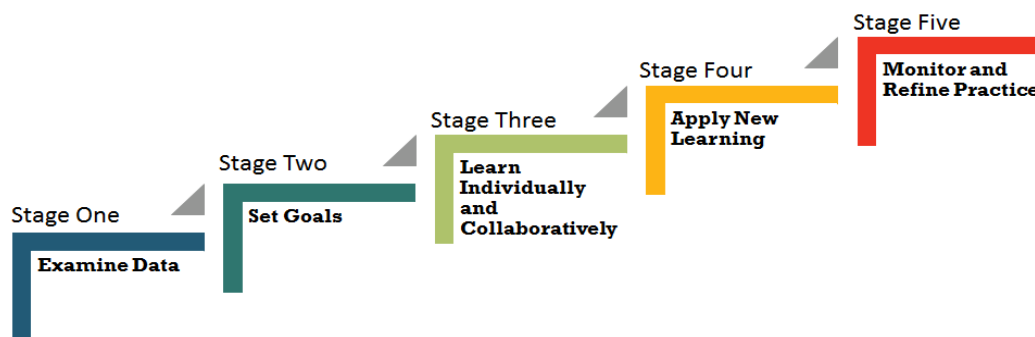 Stage One
Examine Data
Stage Two
Set Goals
Stage Three
Learn
Individually
and
Collaboratively
Stage Four
Apply New
Learning
Stage Five
Monitor and
Refine Practice